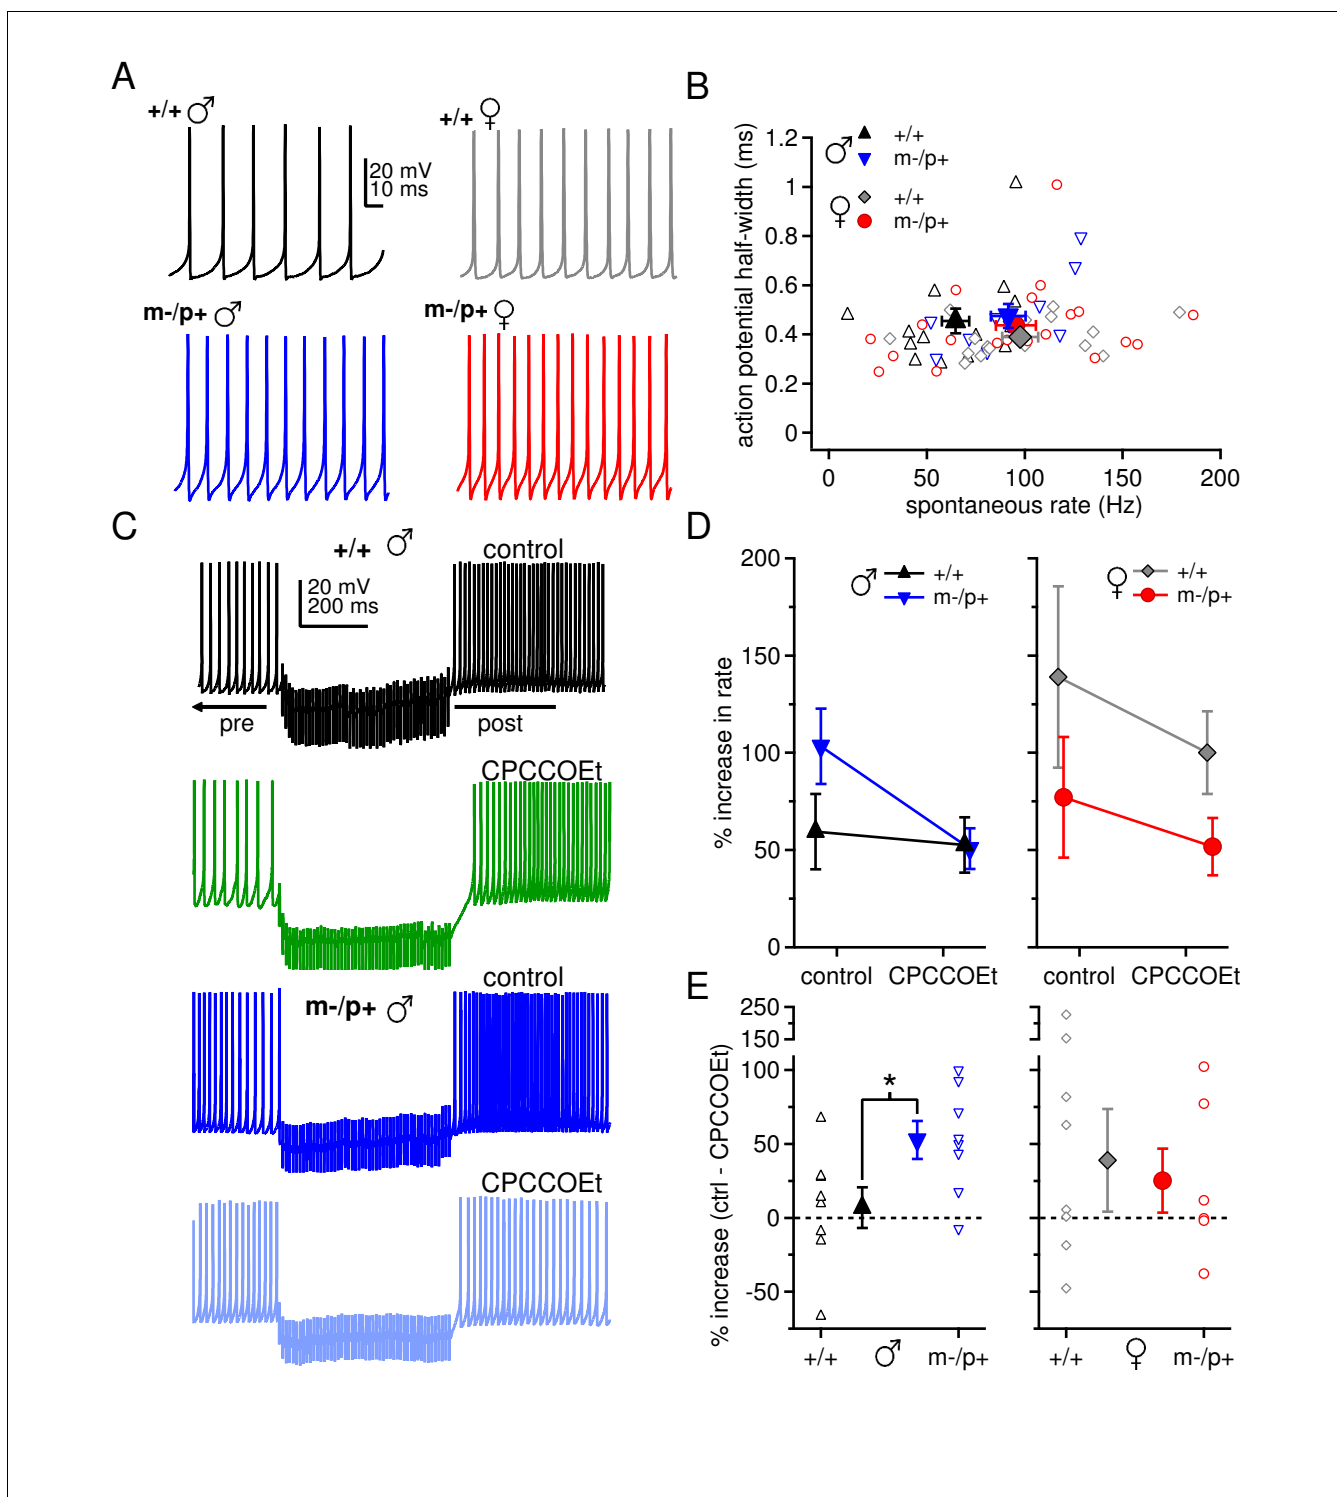 A
+/+ ♂
+/+ ♀
20 mV
10 ms
m-/p+ ♂
m-/p+ ♀
B
action potential half-width (ms)
1.2
1
0.8
0.6
0.4
0.2
0
♂
+/+
m-/p+
♀
+/+
m-/p+
0 50 100 150 200
spontaneous rate (Hz)
C
+/+ ♂
control
20 mV
200 ms
pre
post
CPCCOEt
control
m-/p+ ♂
CPCCOEt
D
% increase in rate
200
150
100
50
0
♂
+/+
m-/p+
♀
+/+
m-/p+
control CPCCOEt
control CPCCOEt
E
% increase (ctrl - CPCCOEt)
250
150
100
50
0
-50
*
+/+ ♂ m-/p+
+/+ ♀ m-/p+